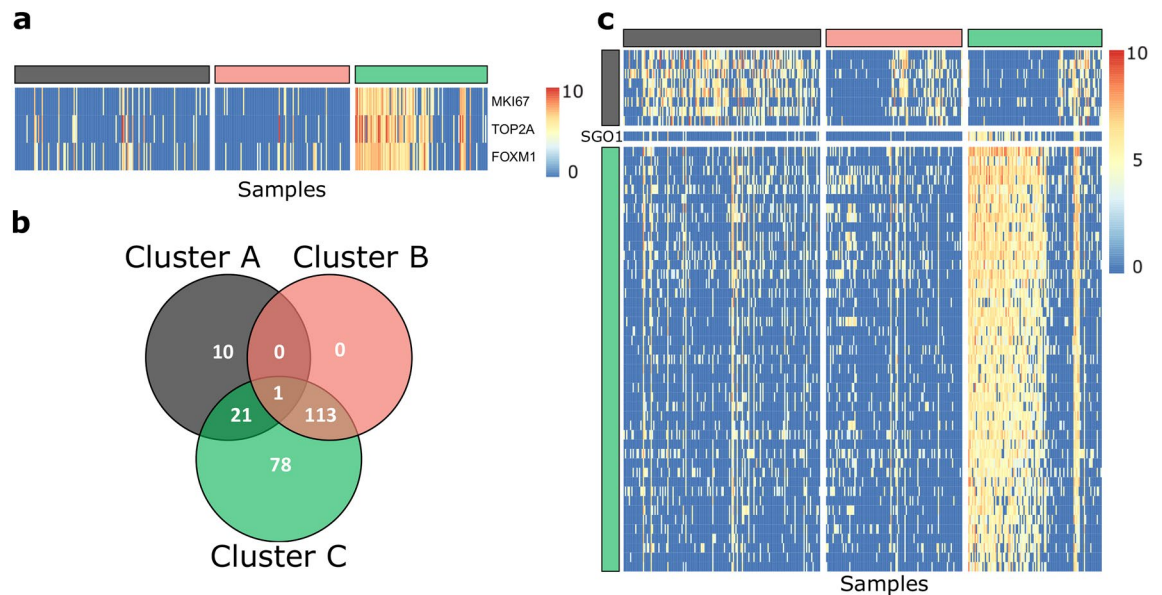 a
MKI67
TOP2A
FOXM1
10
0
Samples
b
Cluster A
Cluster B
10
0
0
1
21
113
78
Cluster C
c
SGO1
10
5
0
Samples